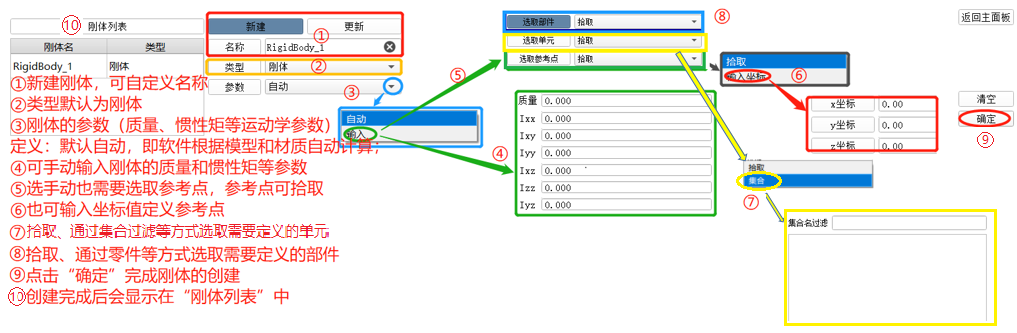 ⑩ 刚体列表
刚体名 类型
RigidBody_1 刚体
新建 更新
名称 RigidBody_1 ①
类型 刚体 ②
参数 自动 ③
自动
输入
①新建刚体，可自定义名称
②类型默认为刚体
③刚体的参数（质量、惯性矩等运动学参数）
定义：默认自动，即软件根据模型和材质自动计算；
④可手动输入刚体的质量和惯性矩等参数
⑤选手动也需要选取参考点，参考点可拾取
⑥也可输入坐标值定义参考点
⑦拾取、通过集合过滤等方式选取需要定义的单元
⑧拾取、通过零件等方式选取需要定义的部件
⑨点击“确定”完成刚体的创建
⑩创建完成后会显示在“刚体列表”中
⑤
④
选取部件 拾取 ⑧
选取单元 拾取
选取参考点 拾取
质量 0.000
Ixx 0.000
Ixy 0.000
Iyy 0.000
Ixz 0.000
Izz 0.000
Iyz 0.000
拾取
输入坐标 ⑥
x坐标 0.00
y坐标 0.00
z坐标 0.00
拾取
集合
⑦
集合名过滤
返回主面板
清空
确定
⑨